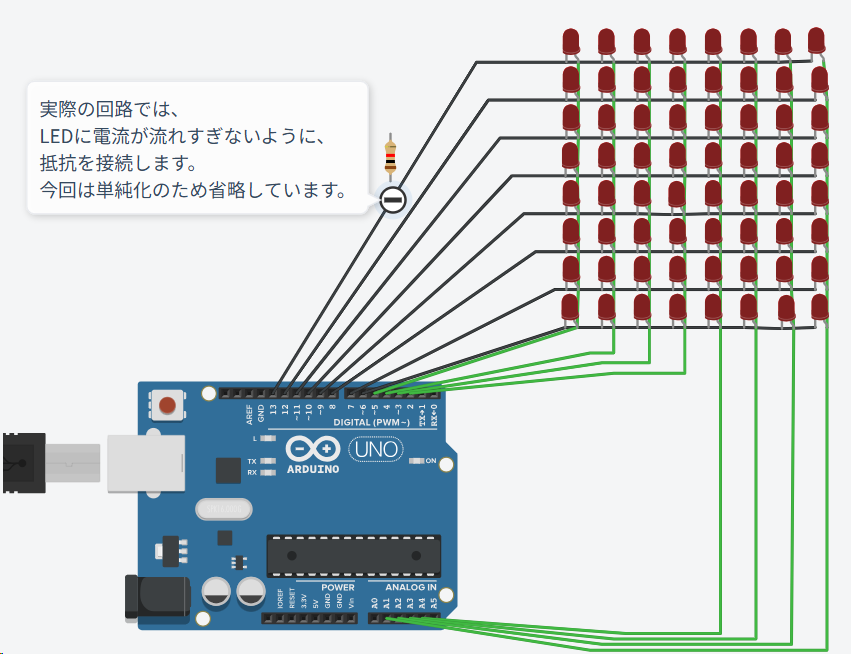 実際の回路では、
LEDに電流が流れすぎないように、
抵抗を接続します。
今回は単純化のため省略しています。
AREF
GND
13
12
~11
~10
~9
8
7
~6
~5
4
~3
2
TX→1
RX←0
DIGITAL (PWM~)
L
TX
RX
ARDUINO
UNO
ON
POWER
ANALOG IN
IOREF
RESET
3.3V
5V
GND
GND
Vin
A0
A1
A2
A3
A4
A5